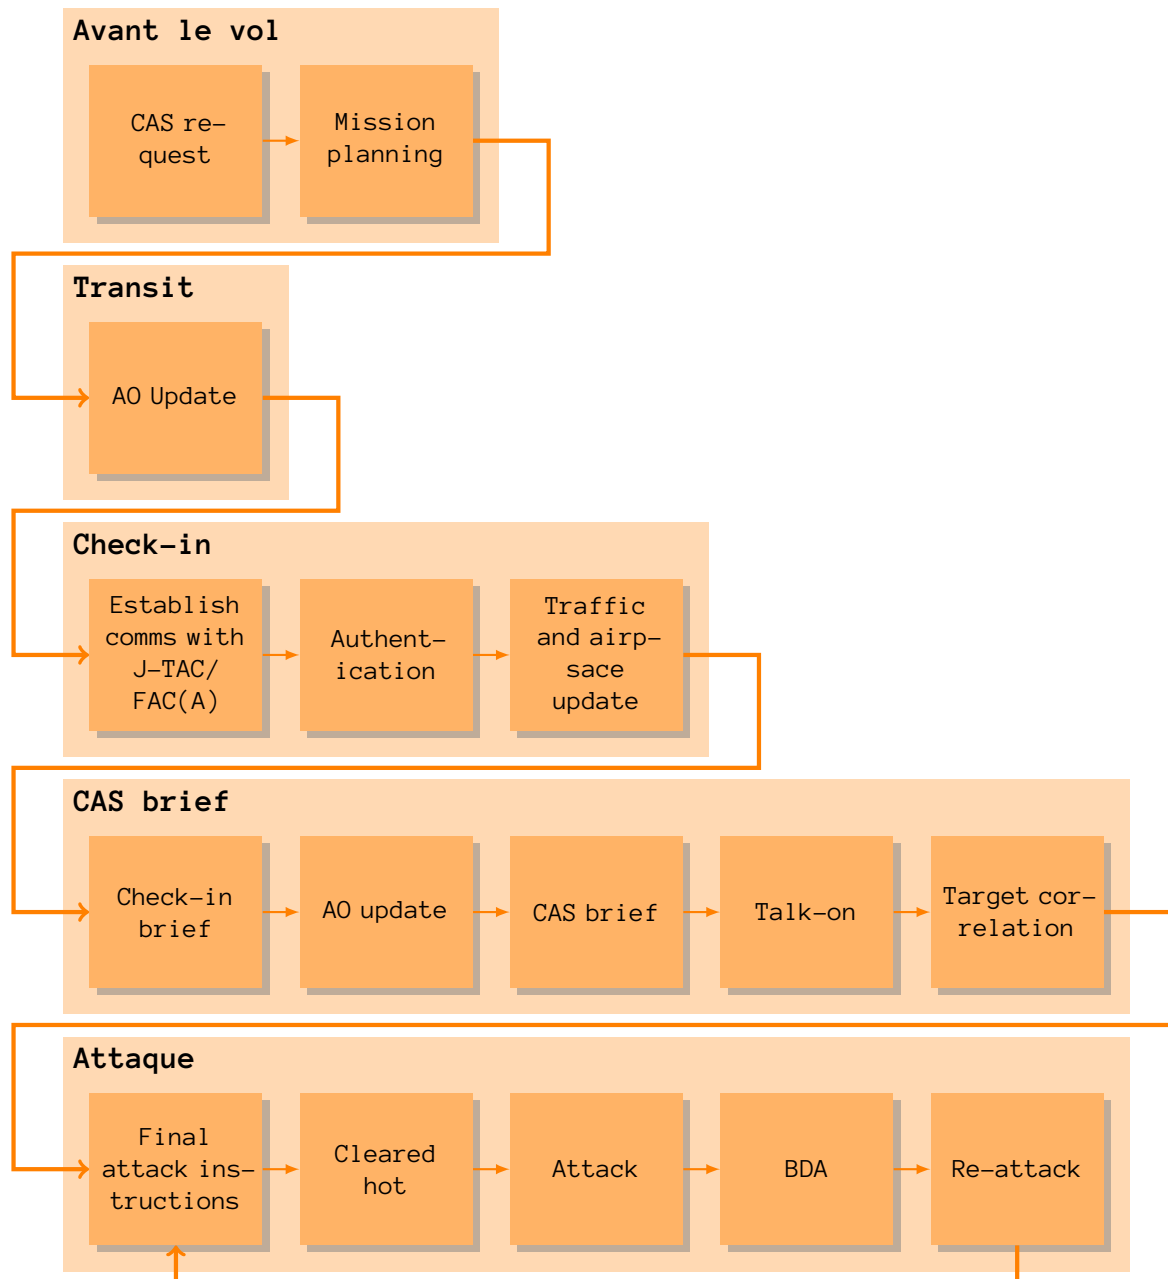 Avant le vol
CAS re-
quest
Mission
planning
Transit
AO Update
Check-in
Establish
comms with
J-TAC/
FAC(A)
Authent-
ication
Traffic
and airp-
sace
update
CAS brief
Check-in
brief
AO update
CAS brief
Talk-on
Target cor-
relation
Attaque
Final
attack ins-
tructions
Cleared
hot
Attack
BDA
Re-attack